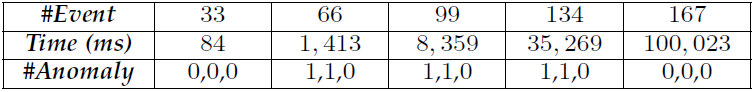 #Event 33 66 99 134 167
Time (ms) 84 1,413 8,359 35,269 100,023
#Anomaly 0,0,0 1,1,0 1,1,0 1,1,0 0,0,0